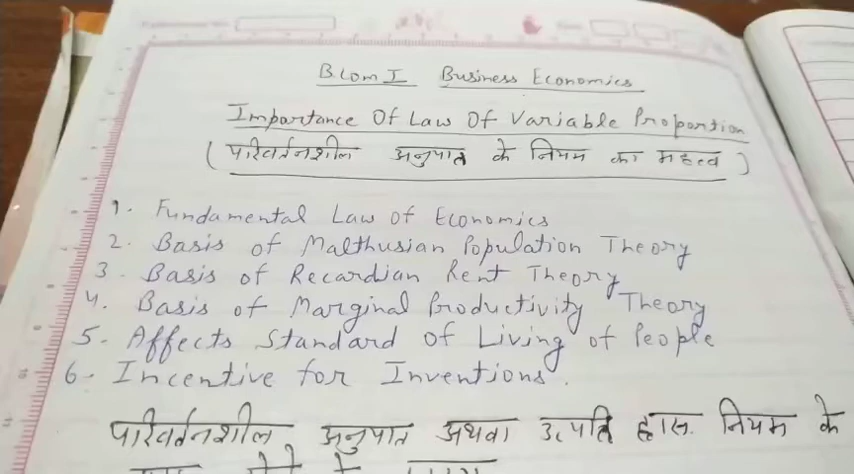 B.Com I Business Economics
Importance Of Law Of Variable Proportion
(परिवर्तनशील अनुपात के नियम का महत्व)
1. Fundamental Law of Economics
2. Basis of Malthusian Population Theory
3. Basis of Recardian Rent Theory
4. Basis of Marginal Productivity Theory
5. Affects Standard of Living of People
6. Incentive for Inventions.
परिवर्तनशील अनुपात अथवा उत्पत्ति ह्रास नियम के